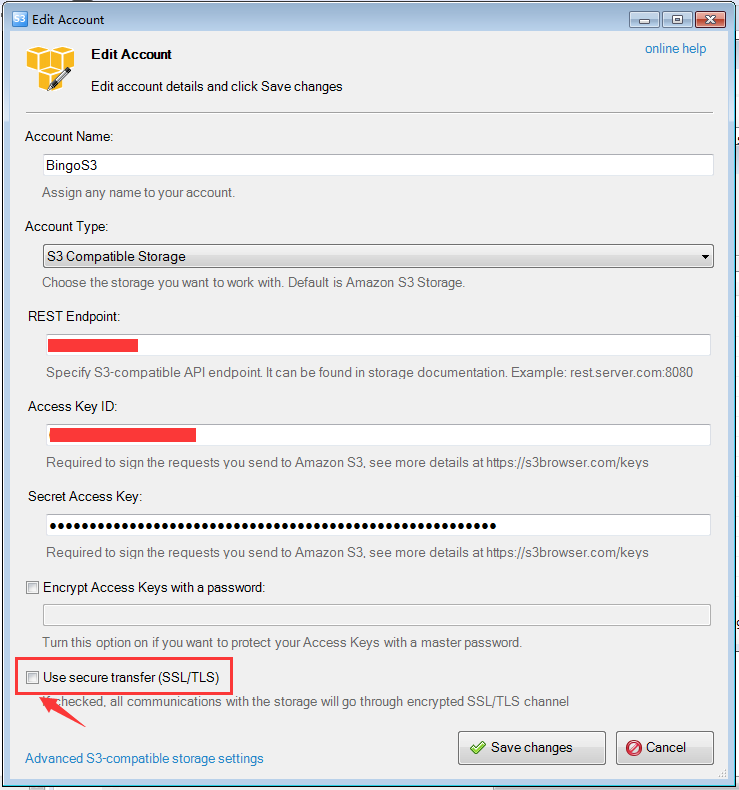 S3 Edit Account
Edit Account
online help
Edit account details and click Save changes
Account Name:
BingoS3
Assign any name to your account.
Account Type:
S3 Compatible Storage
Choose the storage you want to work with. Default is Amazon S3 Storage.
REST Endpoint:
Specify S3-compatible API endpoint. It can be found in storage documentation. Example: rest.server.com:8080
Access Key ID:
Required to sign the requests you send to Amazon S3, see more details at https://s3browser.com/keys
Secret Access Key:
Required to sign the requests you send to Amazon S3, see more details at https://s3browser.com/keys
Encrypt Access Keys with a password:
Turn this option on if you want to protect your Access Keys with a master password.
Use secure transfer (SSL/TLS)
If checked, all communications with the storage will go through encrypted SSL/TLS channel
Advanced S3-compatible storage settings
Save changes
Cancel